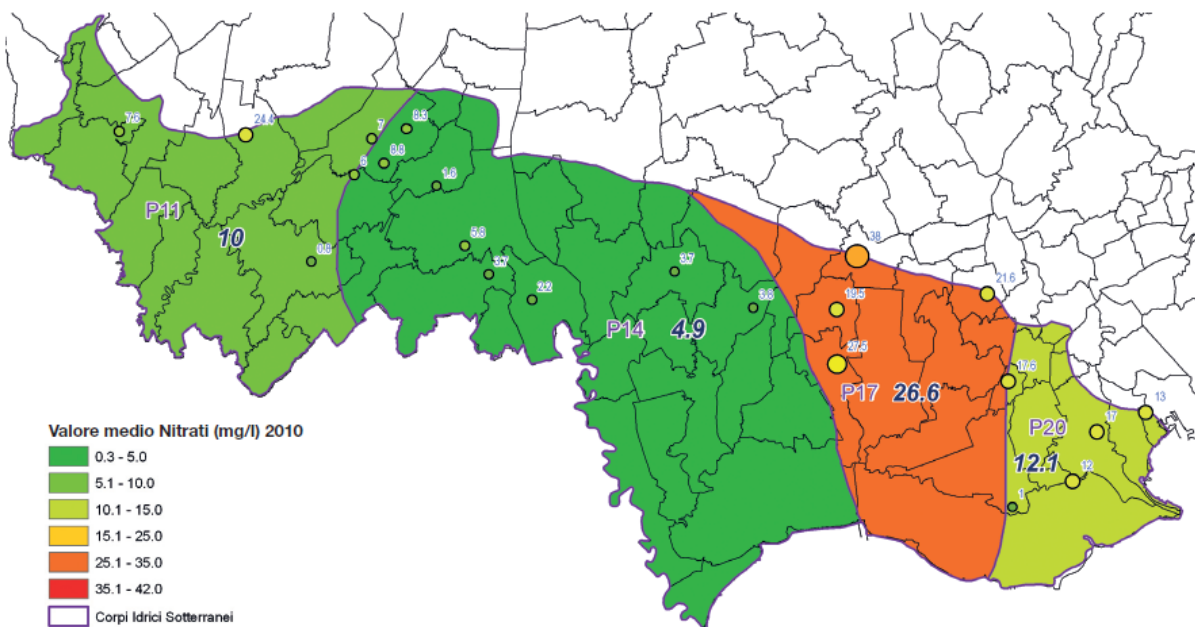 7.6
24.4
7
8.3
6
8.8
1.6
P11
10
0.8
5.8
3.7
2.2
3.7
3.6
P14
4.9
38
19.5
21.6
27.5
P17
26.6
17.6
13
17
P20
12.1
12
1
Valore medio Nitrati (mg/l) 2010
0.3 - 5.0
5.1 - 10.0
10.1 - 15.0
15.1 - 25.0
25.1 - 35.0
35.1 - 42.0
Corpi Idrici Sotterranei